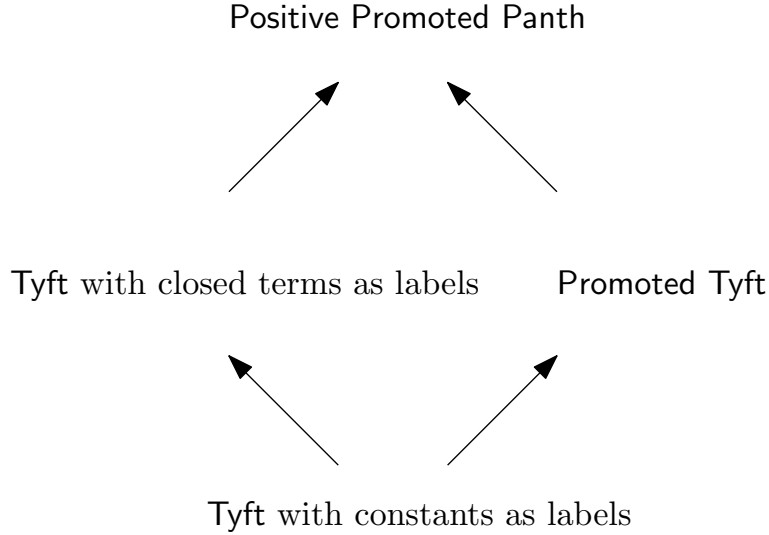 Positive Promoted Panth
Tyft with closed terms as labels
Promoted Tyft
Tyft with constants as labels